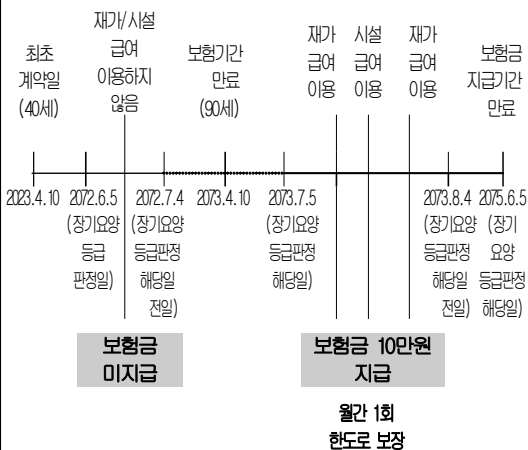 최초
계약일
(40세)
재가/시설
급여
이용하지
않음
보험기간
만료
(90세)
재가
급여
이용
시설
급여
이용
재가
급여
이용
보험금
지급기간
만료
2023.4.10
2072.6.5
(장기요양
등급
판정일)
2072.7.4
(장기요양
등급판정
해당일
전일)
2073.4.10
2073.7.5
(장기요양
등급판정
해당일)
2073.8.4
(장기요양
등급판정
해당일
전일)
2075.6.5
(장기
요양
등급판정
해당일)
보험금
미지급
보험금 10만원
지급
월간 1회
한도로 보장